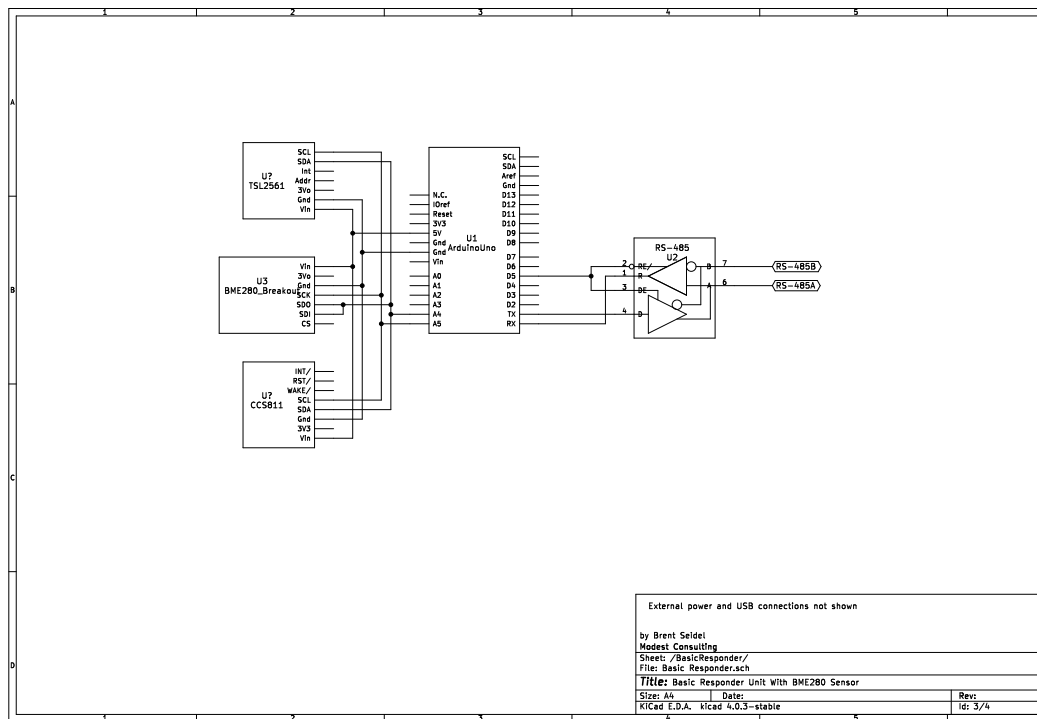 1 2 3 4 5
A
B
C
D
U?
TSL2561
SCL
SDA
Int
Addr
3Vo
Gnd
Vin
U3
BME280_Breakout
Vin
3Vo
Gnd
SCK
SDO
SDI
CS
U?
CCS811
INT/
RST/
WAKE/
SCL
SDA
Gnd
3V3
Vin
U1
ArduinoUno
N.C.
IOref
Reset
3V3
5V
Gnd
Gnd
Vin
A0
A1
A2
A3
A4
A5
SCL
SDA
Aref
Gnd
D13
D12
D11
D10
D9
D8
D7
D6
D5
D4
D3
D2
TX
RX
RS-485
U2
2 RE/
1 R
3 DE
4 D
B 7
A 6
RS-485B
RS-485A
External power and USB connections not shown
by Brent Seidel
Modest Consulting
Sheet: /BasicResponder/
File: Basic Responder.sch
Title: Basic Responder Unit With BME280 Sensor
Size: A4 Date: Rev:
KiCad E.D.A. kicad 4.0.3-stable Id: 3/4
1 2 3 4 5